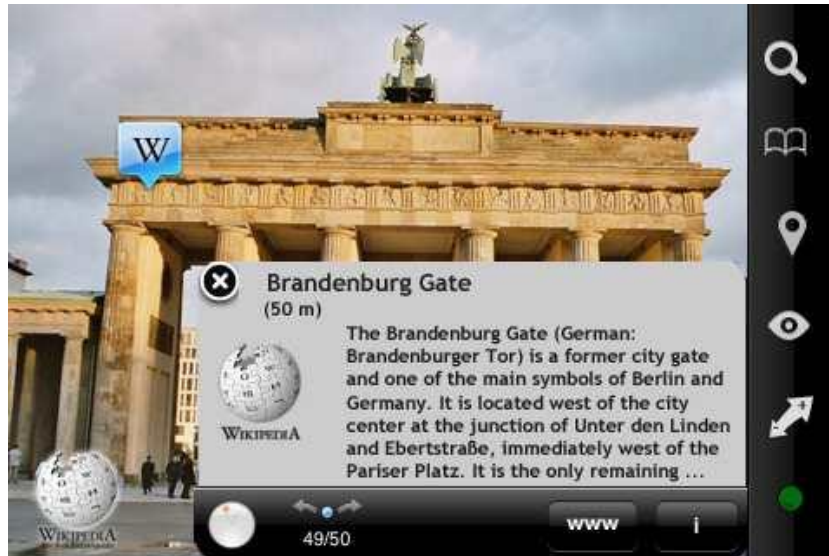 W
Brandenburg Gate
(50 m)
The Brandenburg Gate (German:
Brandenburger Tor) is a former city gate
and one of the main symbols of Berlin and
Germany. It is located west of the city
center at the junction of Unter den Linden
and Ebertstraße, immediately west of the
Pariser Platz. It is the only remaining ...
WIKIPEDIA
WIKIPEDIA
49/50
www
i